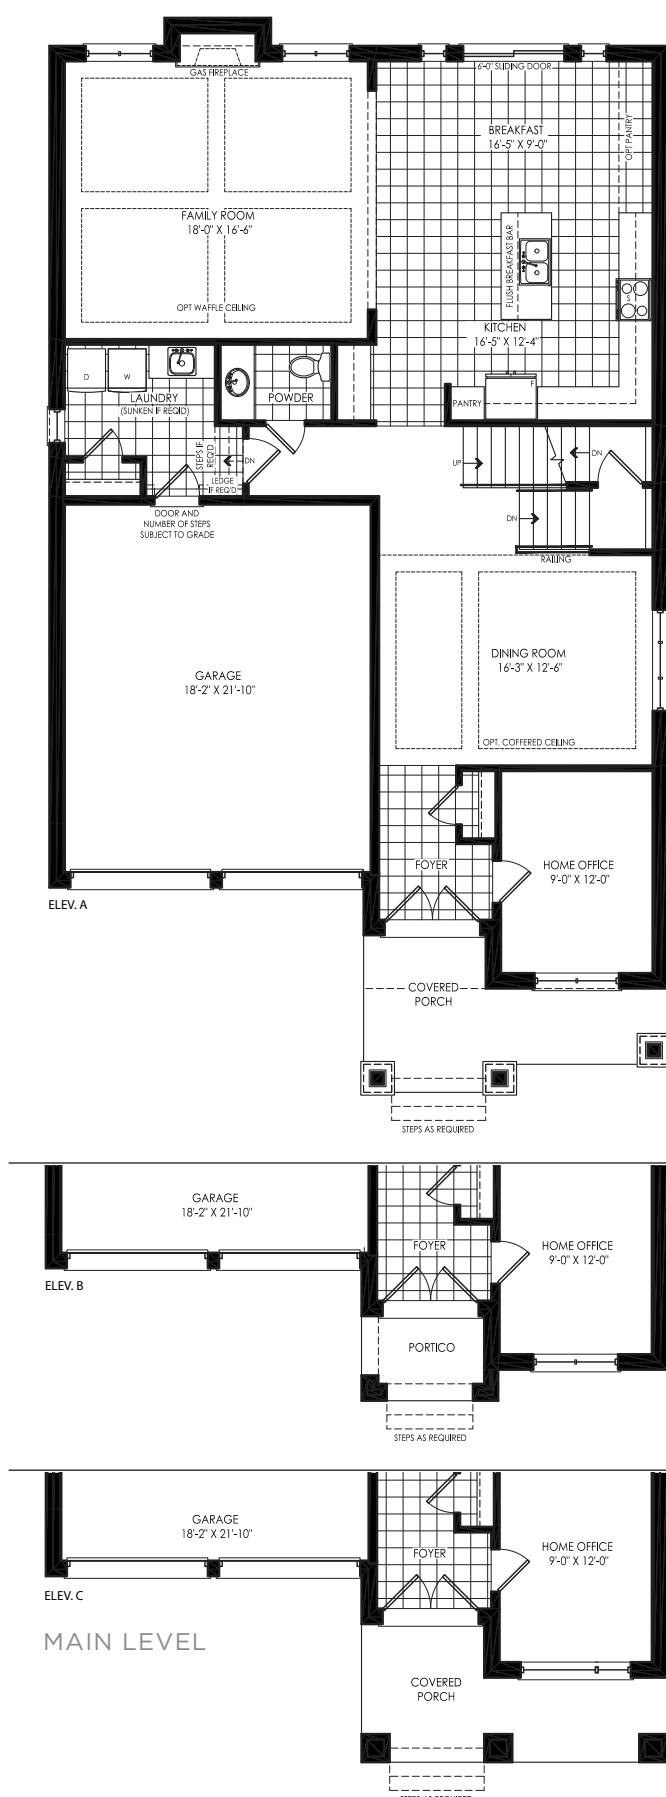 GAS FIREPLACE
6'-0" SLIDING DOOR
BREAKFAST
16'-5" X 9'-0"
OPT PANTRY
FAMILY ROOM
18'-0" X 16'-6"
FLUSH BREAKFAST BAR
S
OPT WAFFLE CEILING
KITCHEN
16'-5" X 12'-4"
D
W
F
LAUNDRY
(SUNKEN IF REQ'D)
POWDER
PANTRY
STEPS IF
REQ'D
DN
UP
DN
LEDGE
IF REQ'D
DOOR AND
NUMBER OF STEPS
SUBJECT TO GRADE
DN
RAILING
DINING ROOM
16'-3" X 12'-6"
GARAGE
18'-2" X 21'-10"
OPT. COFFERED CEILING
FOYER
HOME OFFICE
9'-0" X 12'-0"
ELEV. A
COVERED
PORCH
STEPS AS REQUIRED
GARAGE
18'-2" X 21'-10"
FOYER
HOME OFFICE
9'-0" X 12'-0"
ELEV. B
PORTICO
STEPS AS REQUIRED
GARAGE
18'-2" X 21'-10"
FOYER
HOME OFFICE
9'-0" X 12'-0"
ELEV. C
MAIN LEVEL
COVERED
PORCH